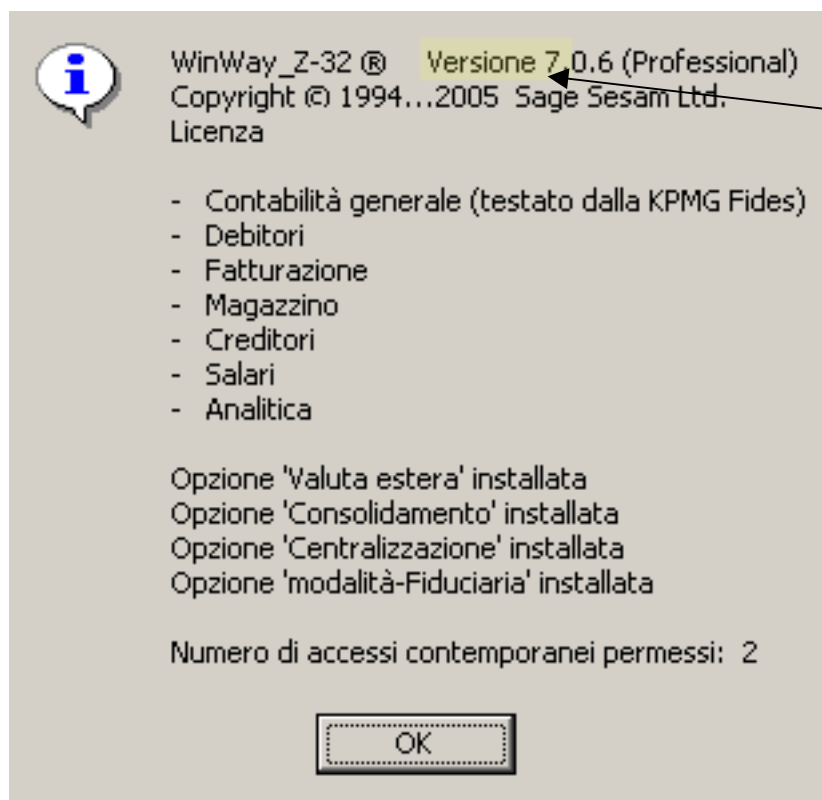 WinWay_Z-32 ® Versione 7.0.6 (Professional)
Copyright © 1994...2005 Sage Sesam Ltd.
Licenza
- Contabilità generale (testato dalla KPMG Fides)
- Debitori
- Fatturazione
- Magazzino
- Creditori
- Salari
- Analitica
Opzione 'Valuta estera' installata
Opzione 'Consolidamento' installata
Opzione 'Centralizzazione' installata
Opzione 'modalità-Fiduciaria' installata
Numero di accessi contemporanei permessi: 2
OK